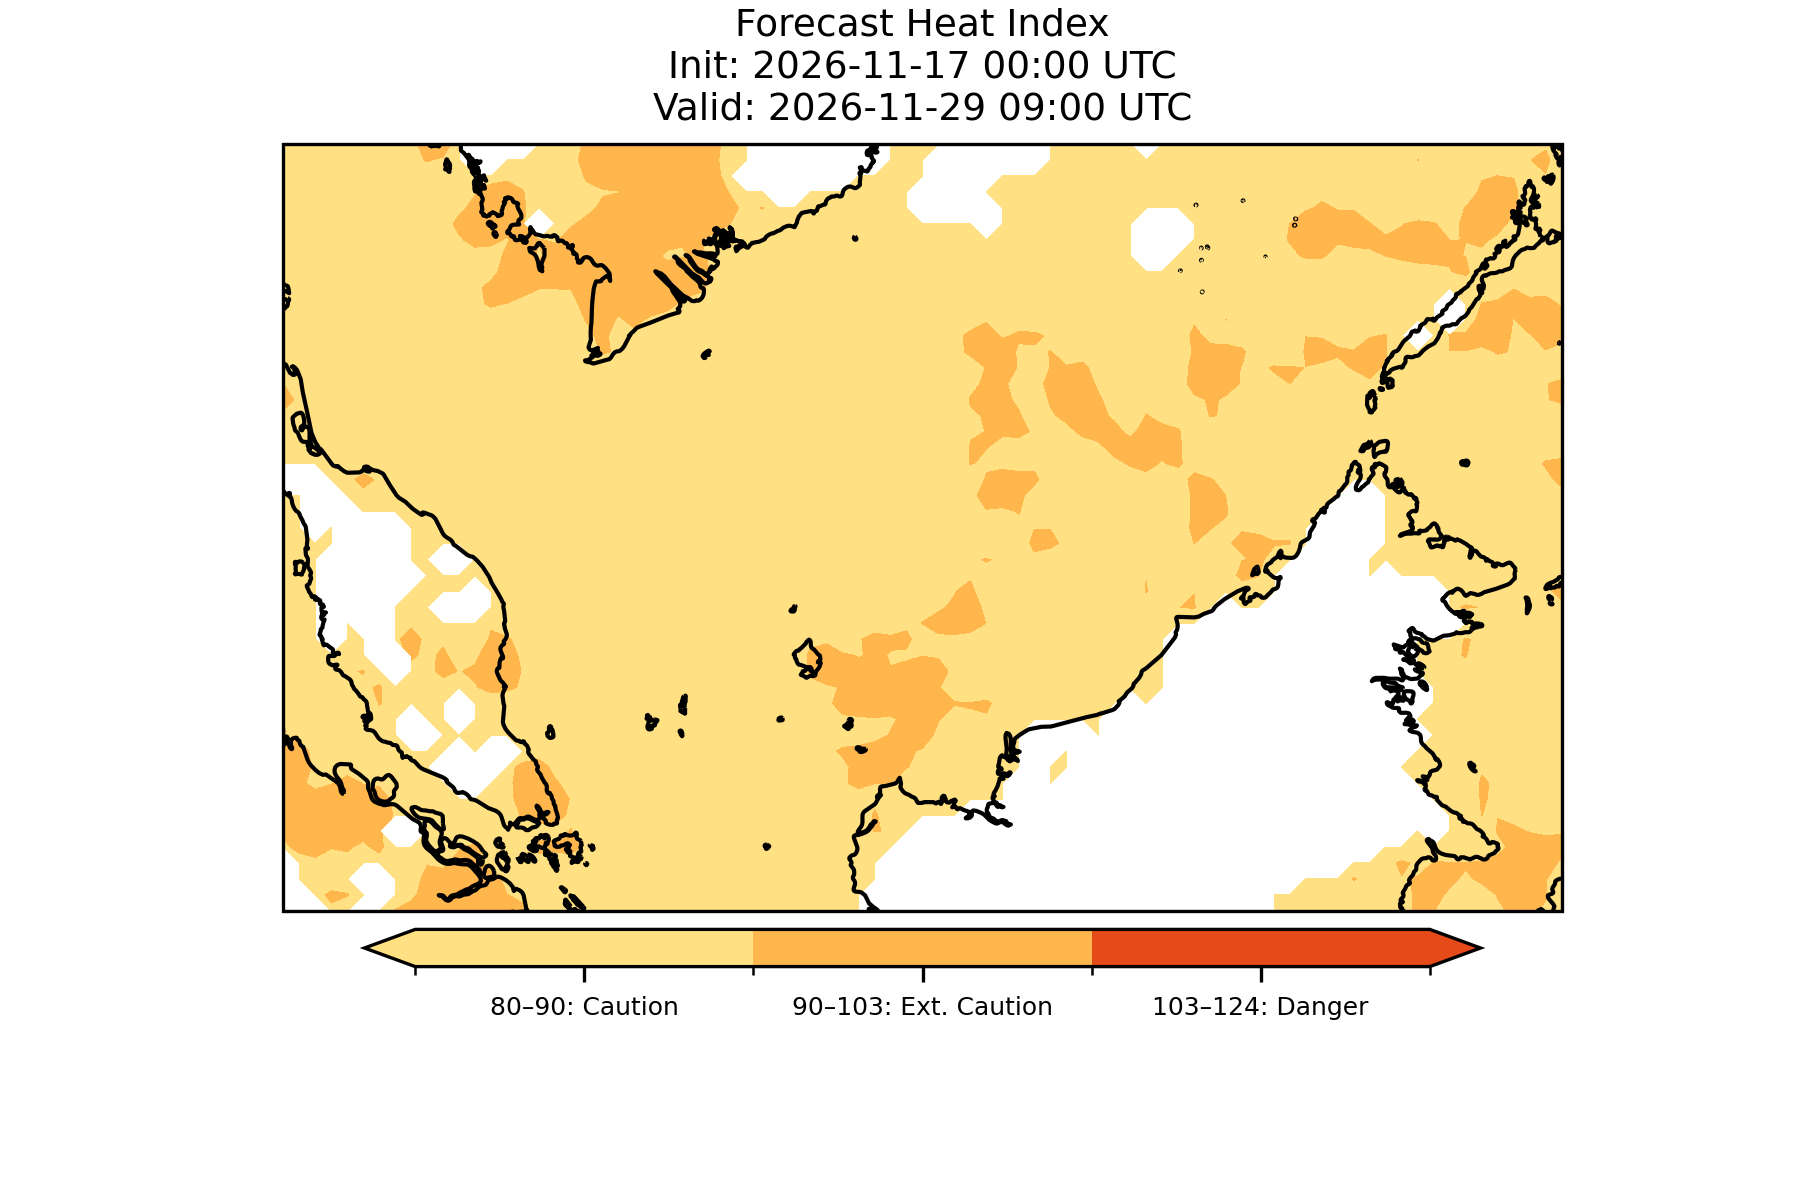 Forecast Heat Index
Init: 2026-11-17 00:00 UTC
Valid: 2026-11-29 09:00 UTC
80–90: Caution
90–103: Ext. Caution
103–124: Danger